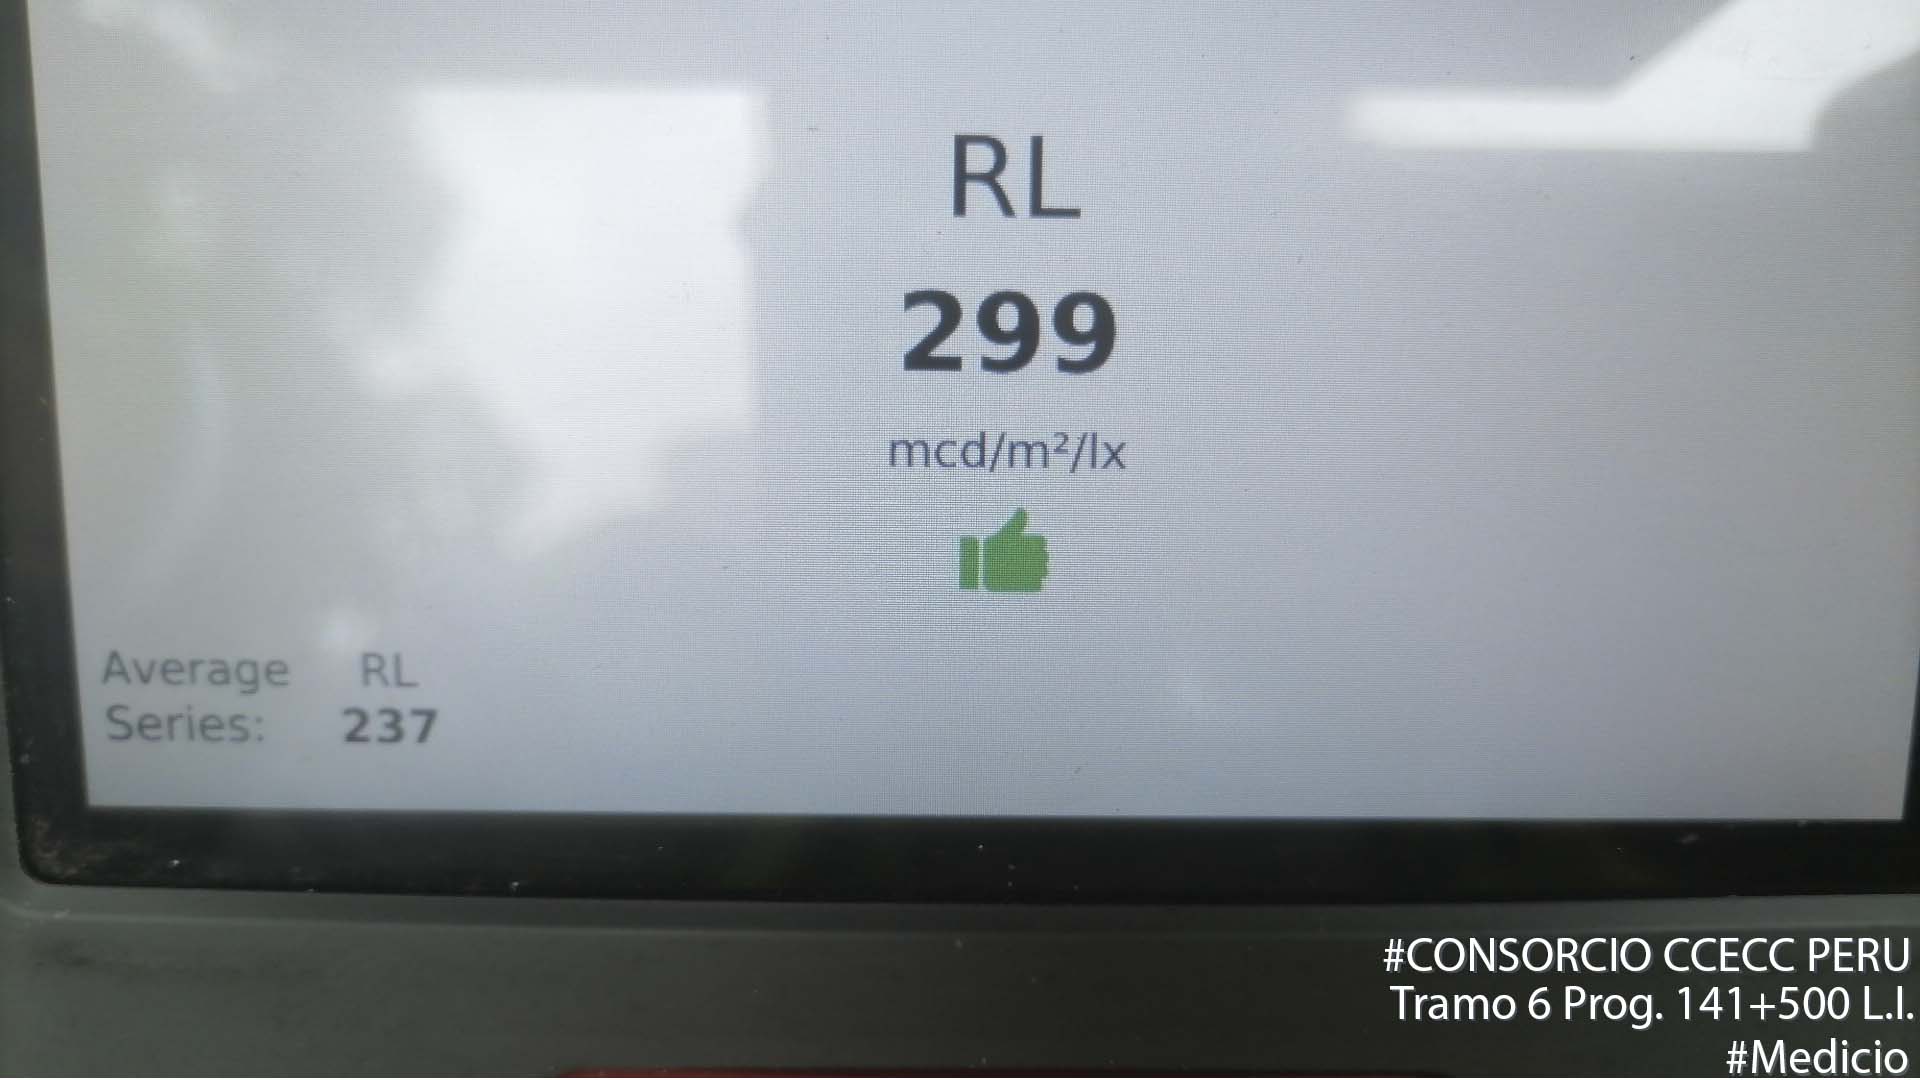 RL
299
mcd/m²/lx
Average RL
Series: 237
#CONSORCIO CCECC PERU
Tramo 6 Prog. 141+500 L.I.
#Medicio